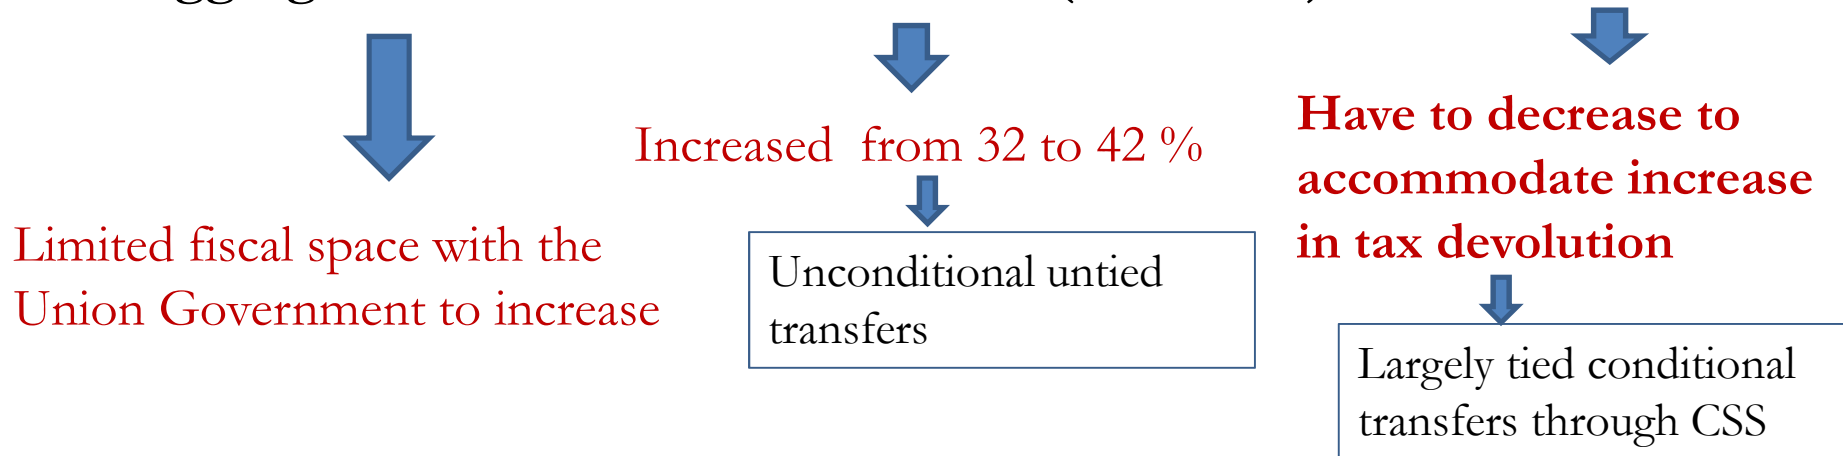 Limited fiscal space with the
Union Government to increase
Increased from 32 to 42 %
Unconditional untied
transfers
Have to decrease to
accommodate increase
in tax devolution
Largely tied conditional
transfers through CSS